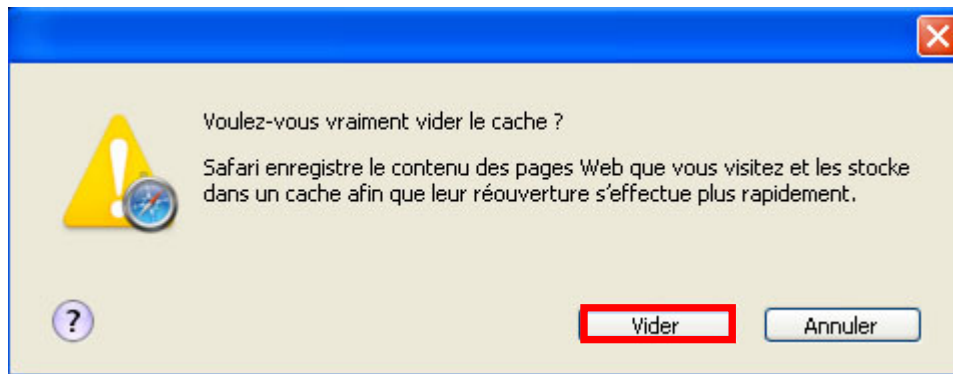 Voulez-vous vraiment vider le cache ?
Safari enregistre le contenu des pages Web que vous visitez et les stocke
dans un cache afin que leur réouverture s'effectue plus rapidement.
?
Vider
Annuler